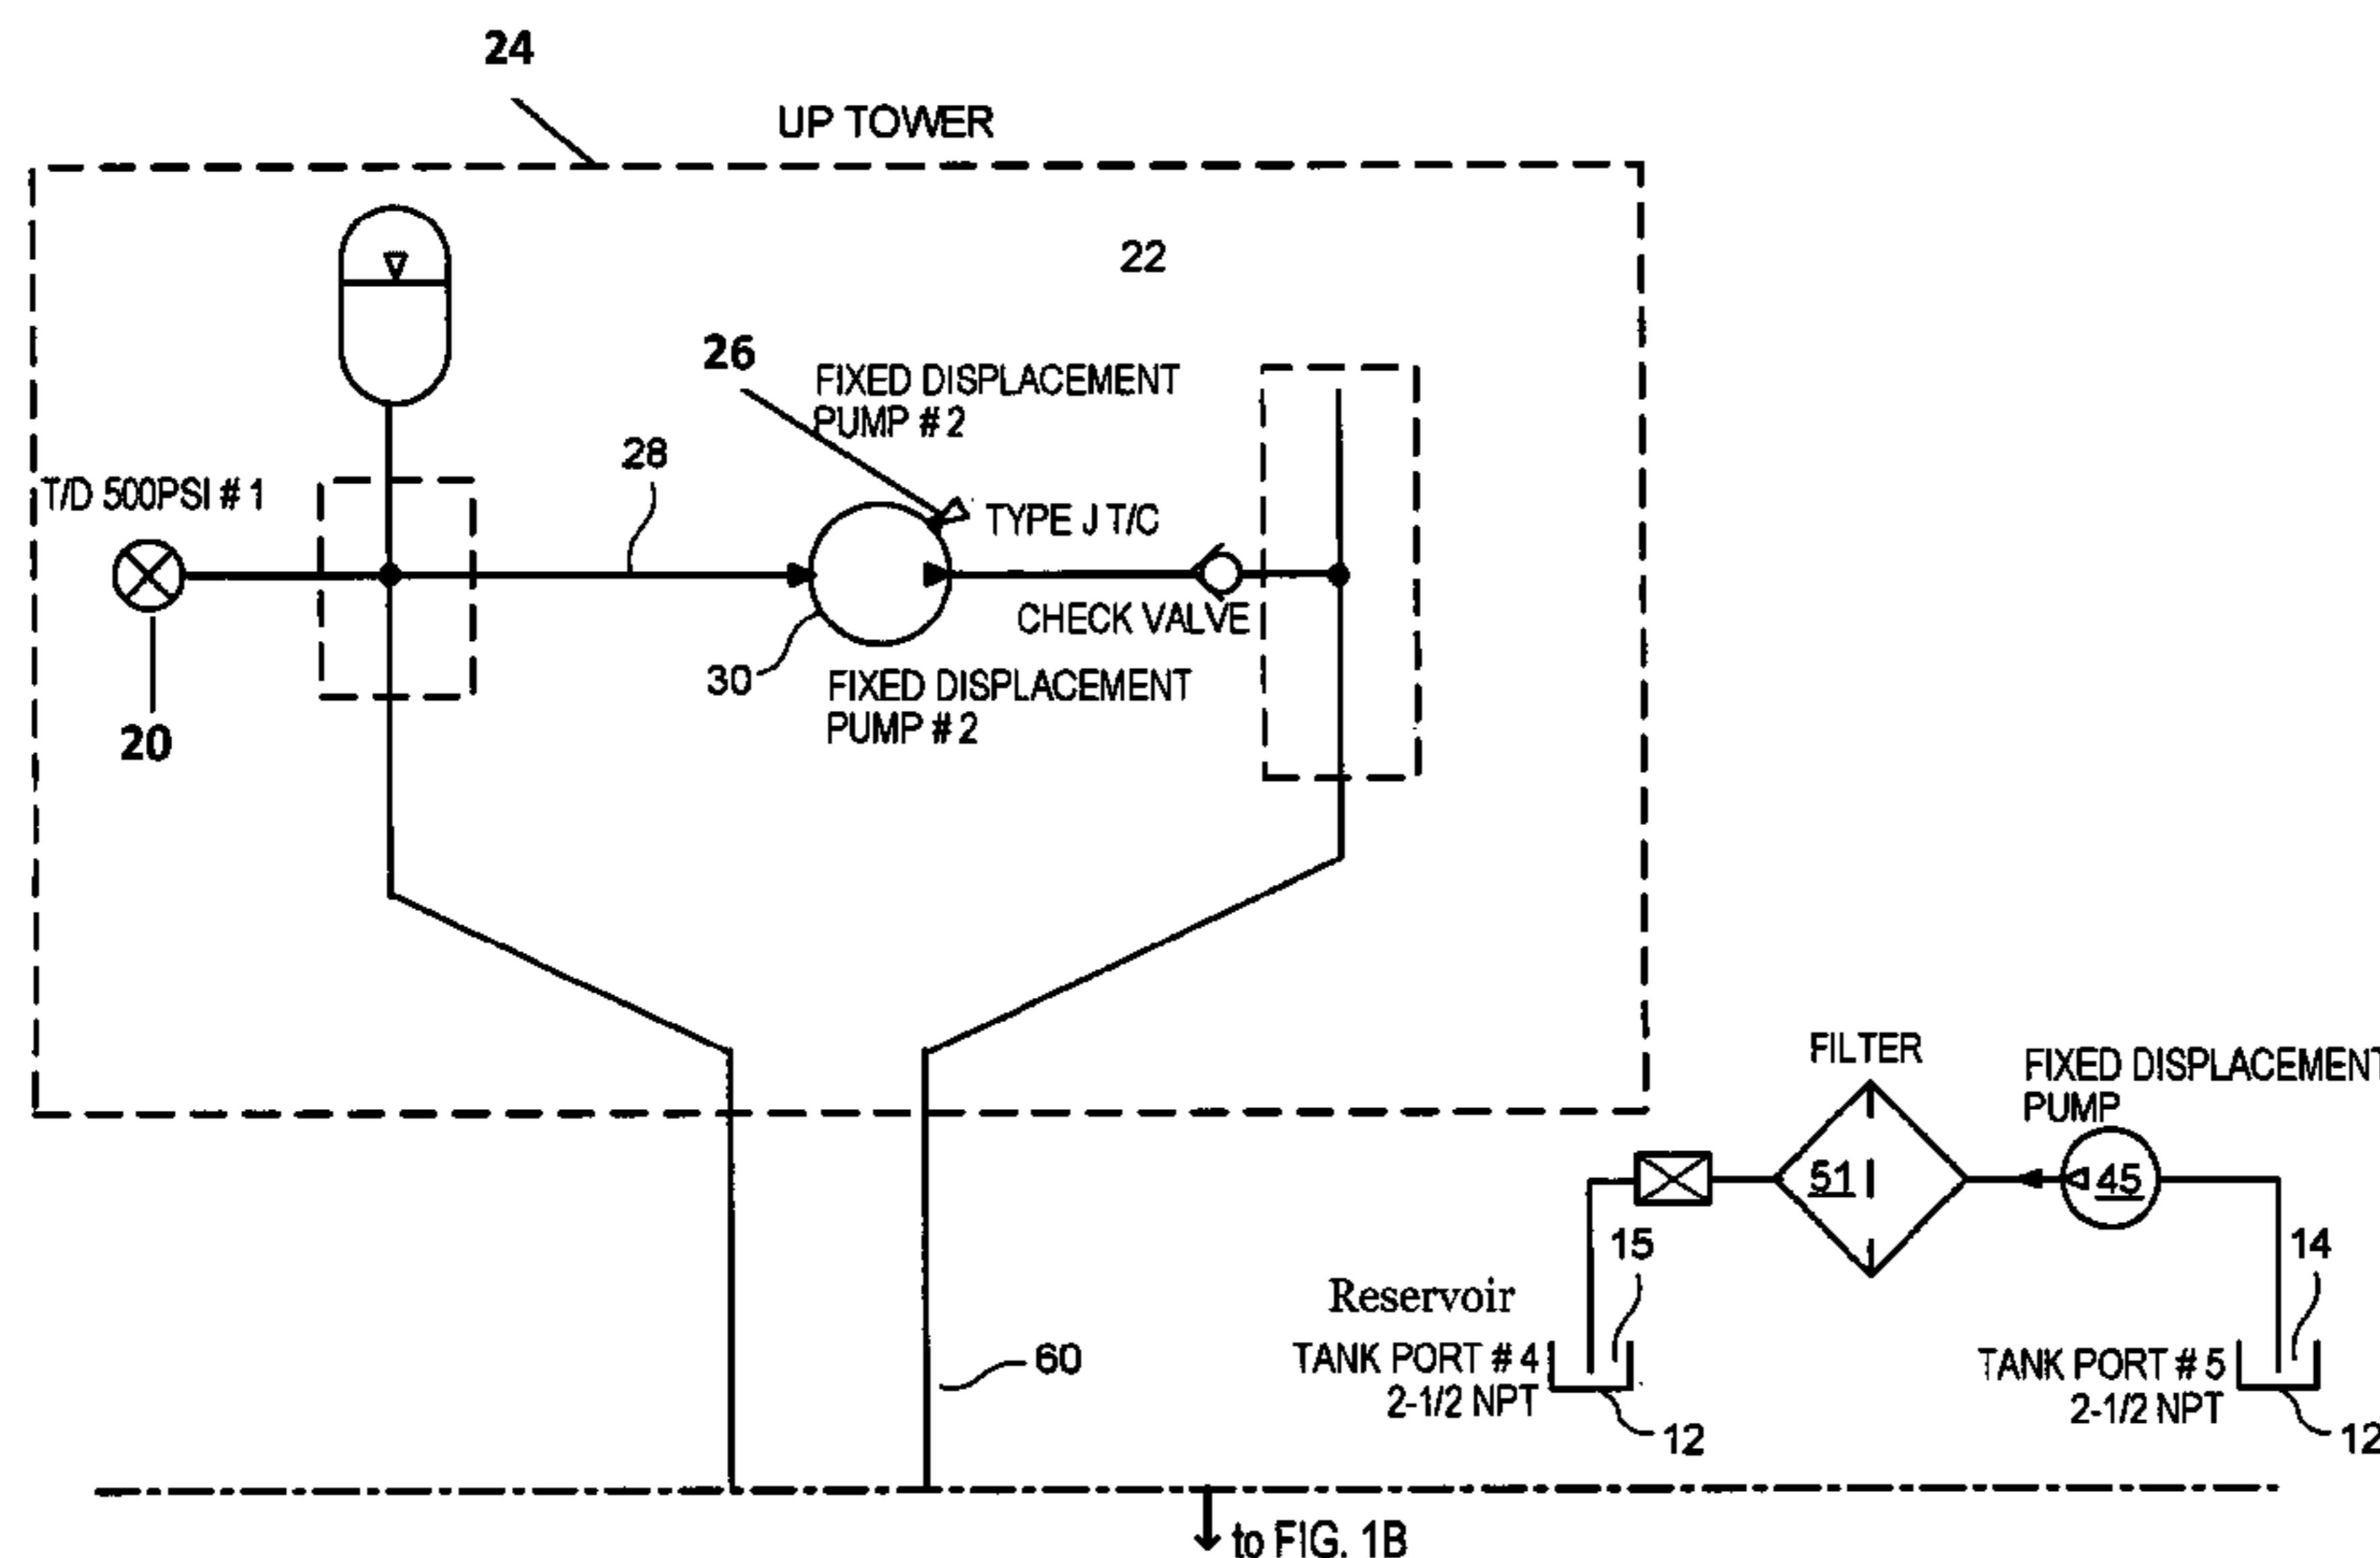 24
UP TOWER
22
26
FIXED DISPLACEMENT
PUMP # 2
28
T/D 500PSI # 1
TYPE J T/C
CHECK VALVE
30
FIXED DISPLACEMENT
PUMP # 2
20
FILTER
FIXED DISPLACEMENT
PUMP
51
45
15
14
Reservoir
TANK PORT # 4
2-1/2 NPT
TANK PORT # 5
2-1/2 NPT
60
12
12
to FIG. 1B